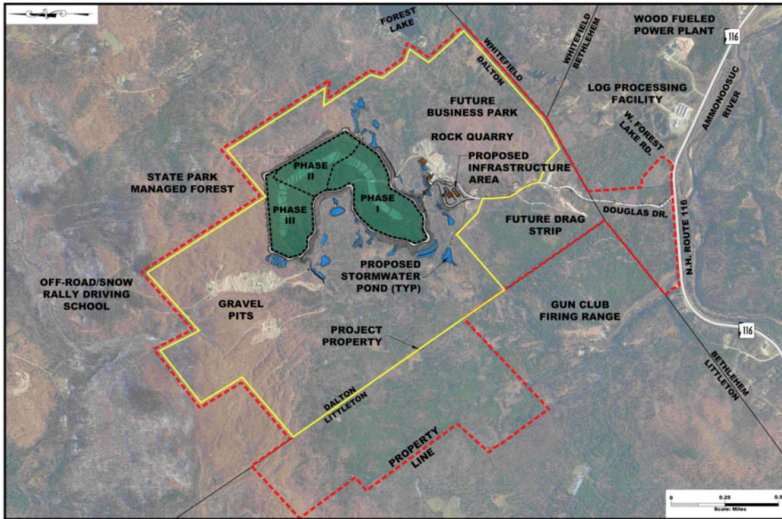 FOREST
LAKE
WHITEFIELD
DALTON
WHITEFIELD
BETHLEHEM
WOOD FUELED
POWER PLANT
116
LOG PROCESSING
FACILITY
AMMONOOSUC
RIVER
W. FOREST
LAKE RD.
FUTURE
BUSINESS PARK
ROCK QUARRY
PROPOSED
INFRASTRUCTURE
AREA
STATE PARK
MANAGED FOREST
PHASE
II
PHASE
I
PHASE
III
DOUGLAS DR.
FUTURE DRAG
STRIP
N.H. ROUTE 116
PROPOSED
STORMWATER
POND (TYP)
OFF-ROAD/SNOW
RALLY DRIVING
SCHOOL
GRAVEL
PITS
GUN CLUB
FIRING RANGE
PROJECT
PROPERTY
116
DALTON
LITTLETON
BETHLEHEM
LITTLETON
PROPERTY
LINE
0 0.25 0.5
Scale: Miles